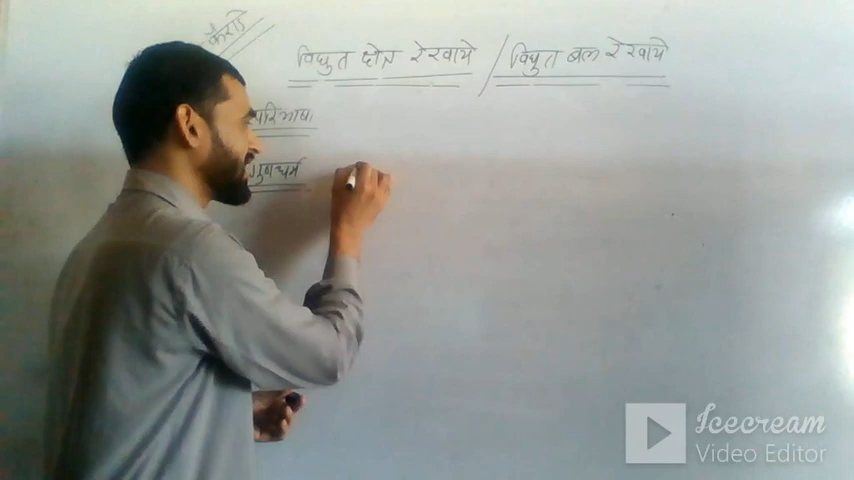 विद्युत क्षेत्र रेखाये / विद्युत बल रेखाये
परिभाषा
गुणधर्म
Icecream
Video Editor